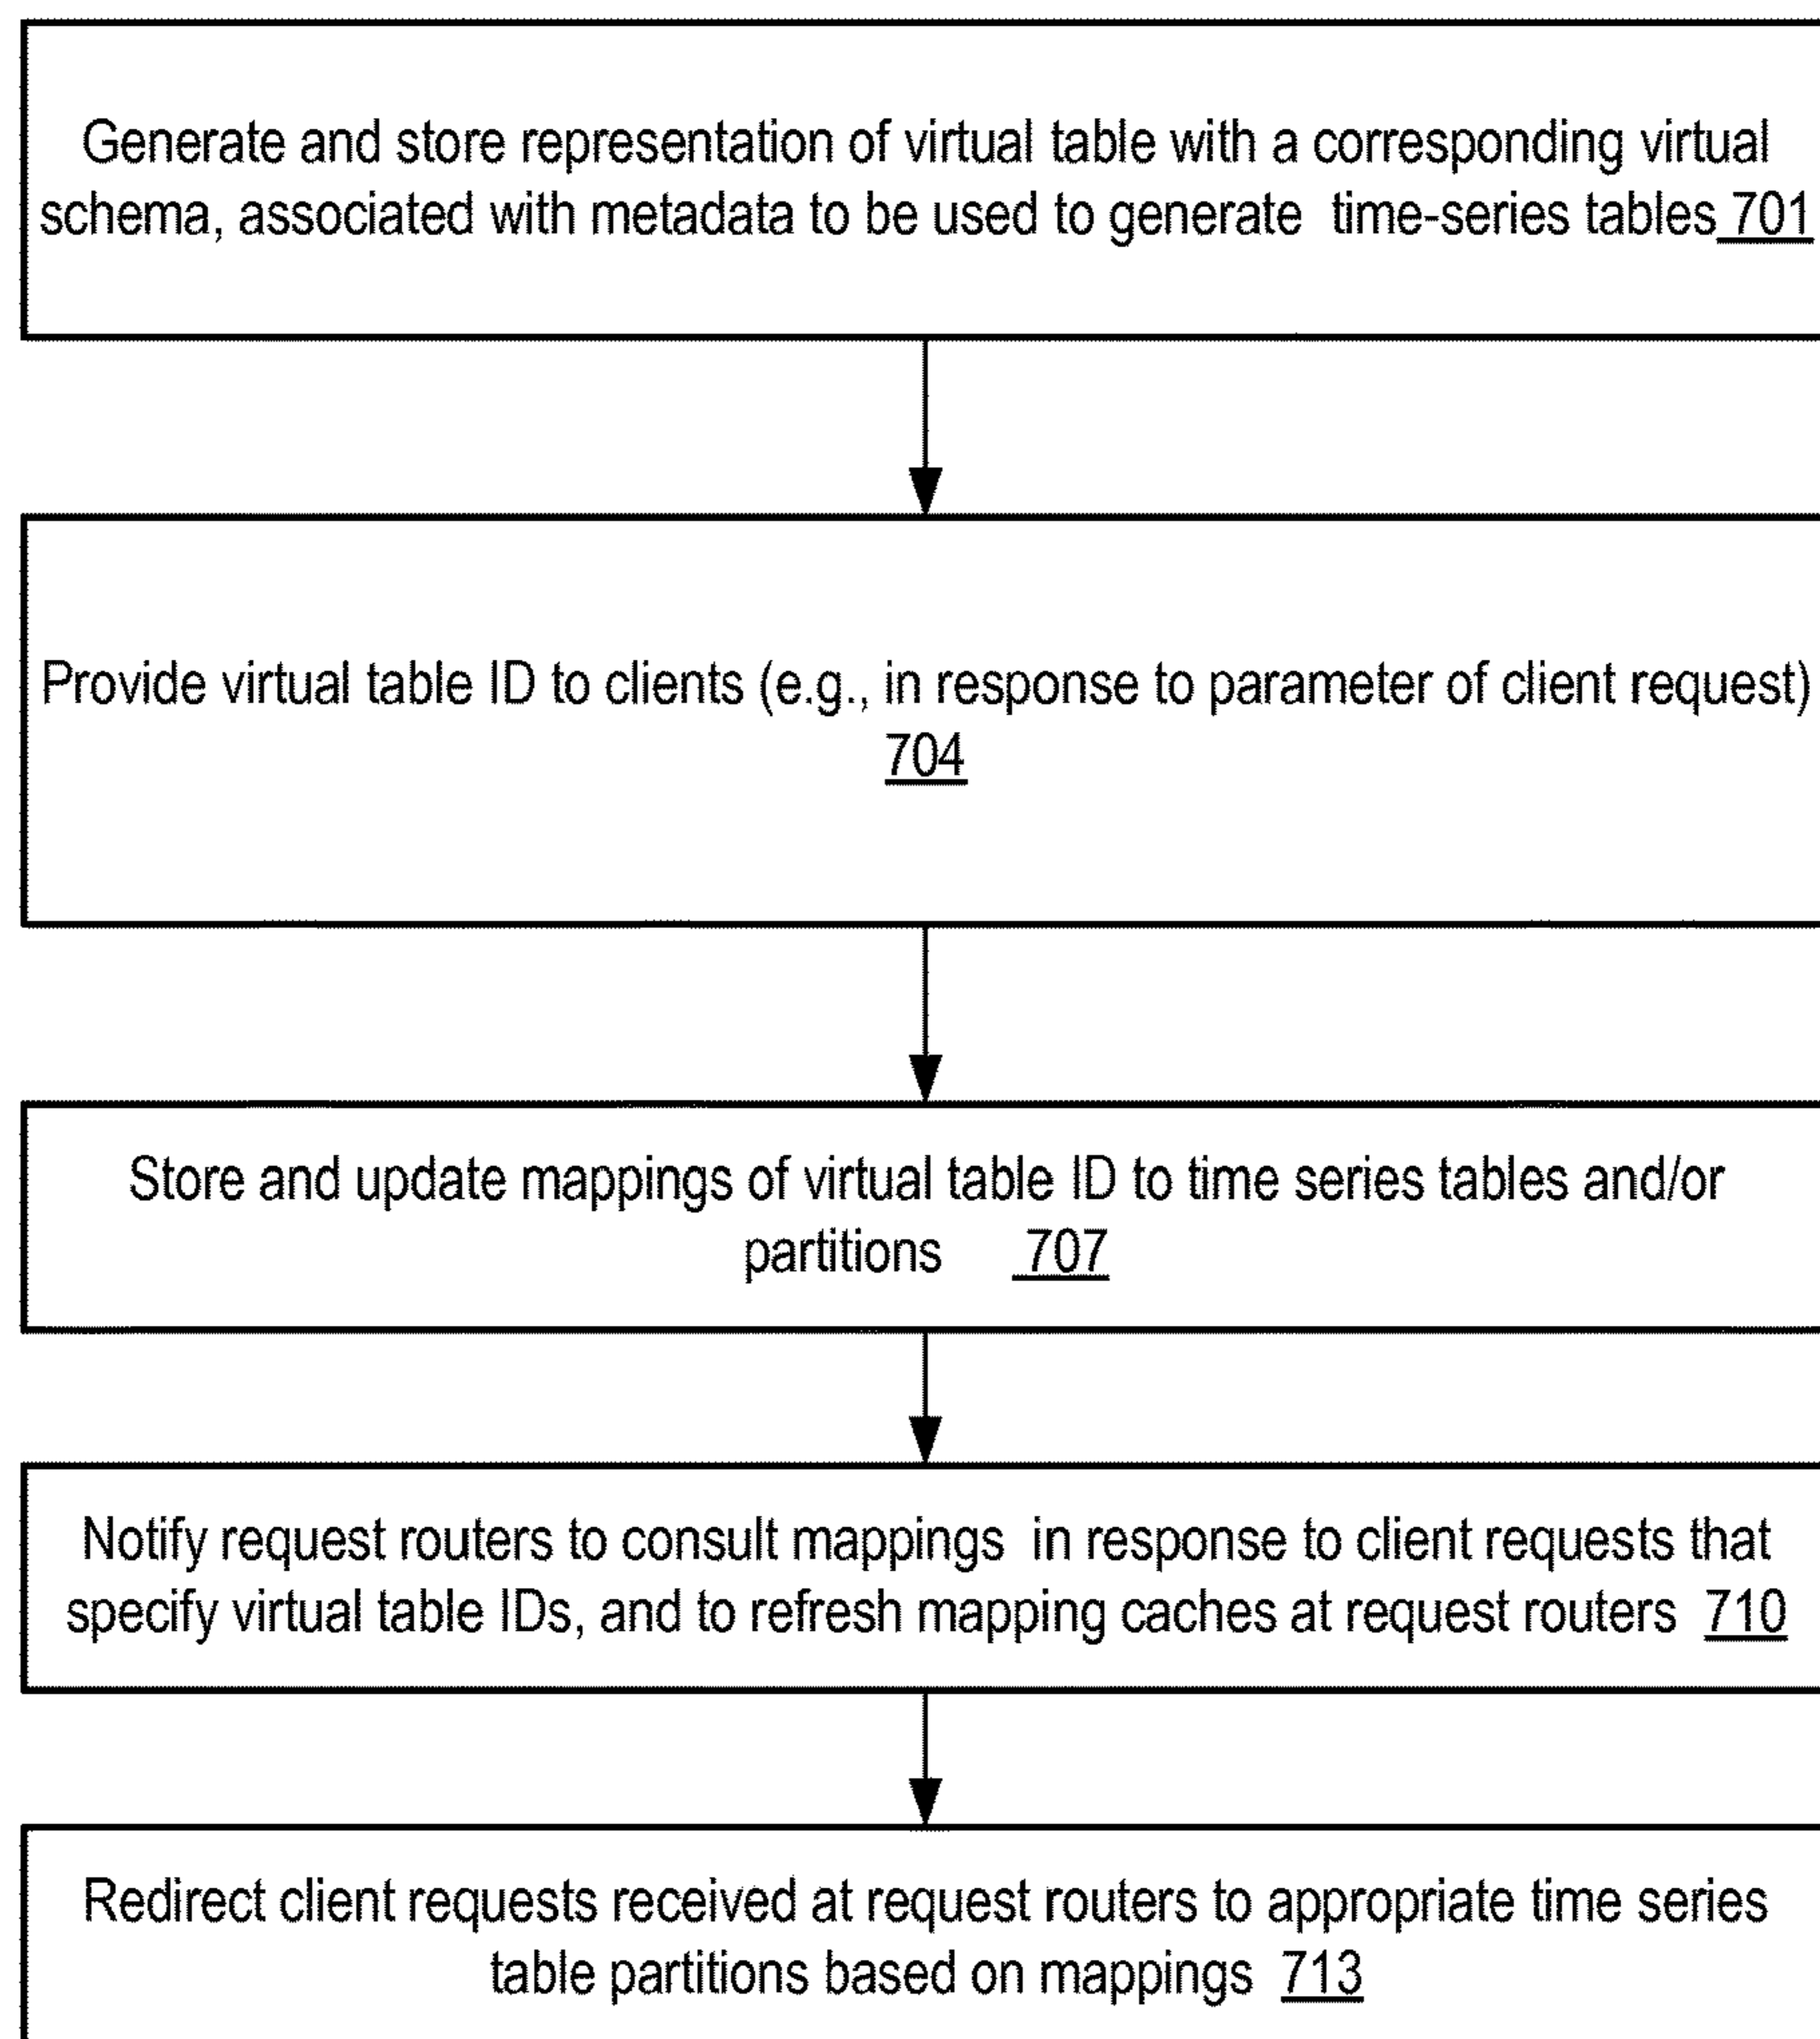 Generate and store representation of virtual table with a corresponding virtual
schema, associated with metadata to be used to generate time-series tables 701
Provide virtual table ID to clients (e.g., in response to parameter of client request)
704
Store and update mappings of virtual table ID to time series tables and/or
partitions 707
Notify request routers to consult mappings in response to client requests that
specify virtual table IDs, and to refresh mapping caches at request routers 710
Redirect client requests received at request routers to appropriate time series
table partitions based on mappings 713